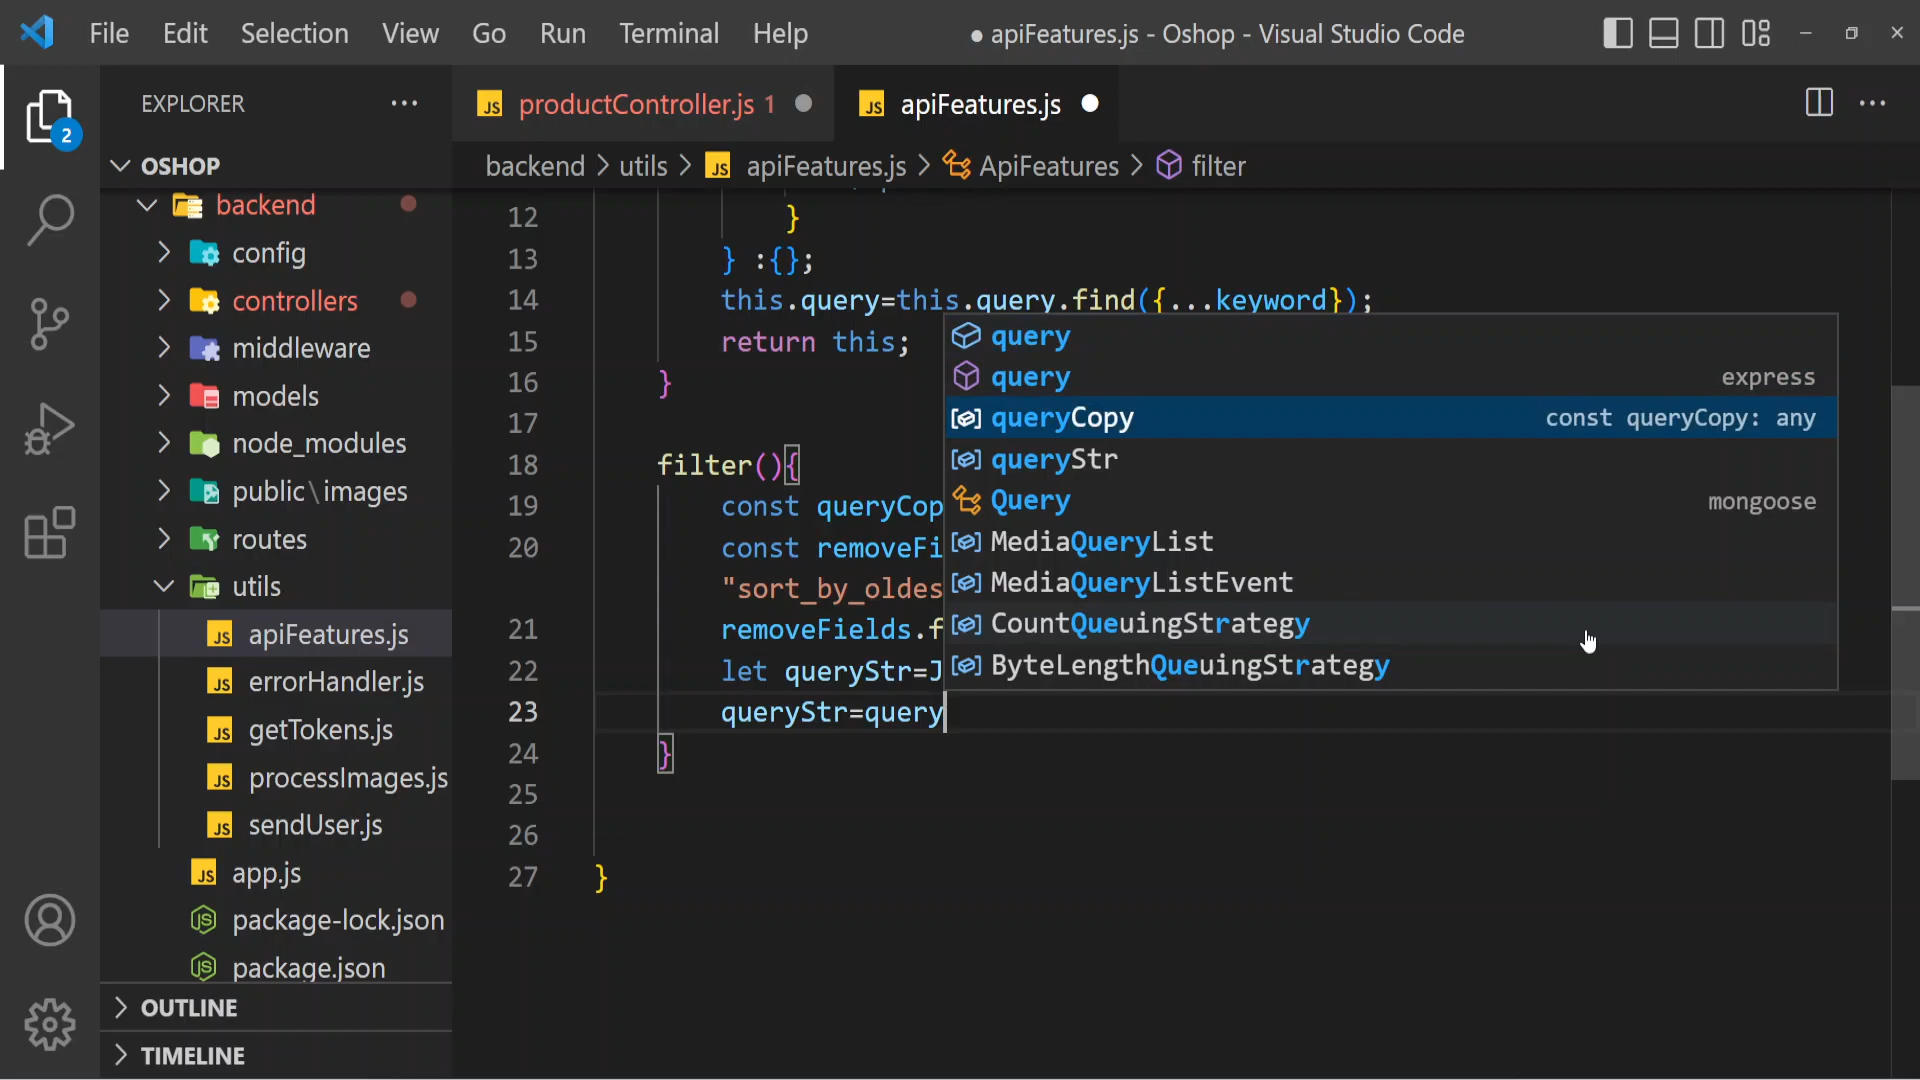 File Edit Selection View Go Run Terminal Help
● apiFeatures.js - Oshop - Visual Studio Code
EXPLORER
productController.js 1
apiFeatures.js
OSHOP
backend > utils > apiFeatures.js > ApiFeatures > filter
2
backend
config
controllers
middleware
models
node_modules
public\images
routes
utils
apiFeatures.js
errorHandler.js
getTokens.js
processImages.js
sendUser.js
app.js
package-lock.json
package.json
OUTLINE
TIMELINE
12 }
13 } :{};
14 this.query=this.query.find({...keyword});
15 return this;
16 }
17
18 filter(){
19 const queryCop
20 const removeFi
"sort_by_oldes
21 removeFields.f
22 let queryStr=J
23 queryStr=query
24 }
25
26
27 }
query
query express
queryCopy const queryCopy: any
queryStr
Query mongoose
MediaQueryList
MediaQueryListEvent
CountQueuingStrategy
ByteLengthQueuingStrategy